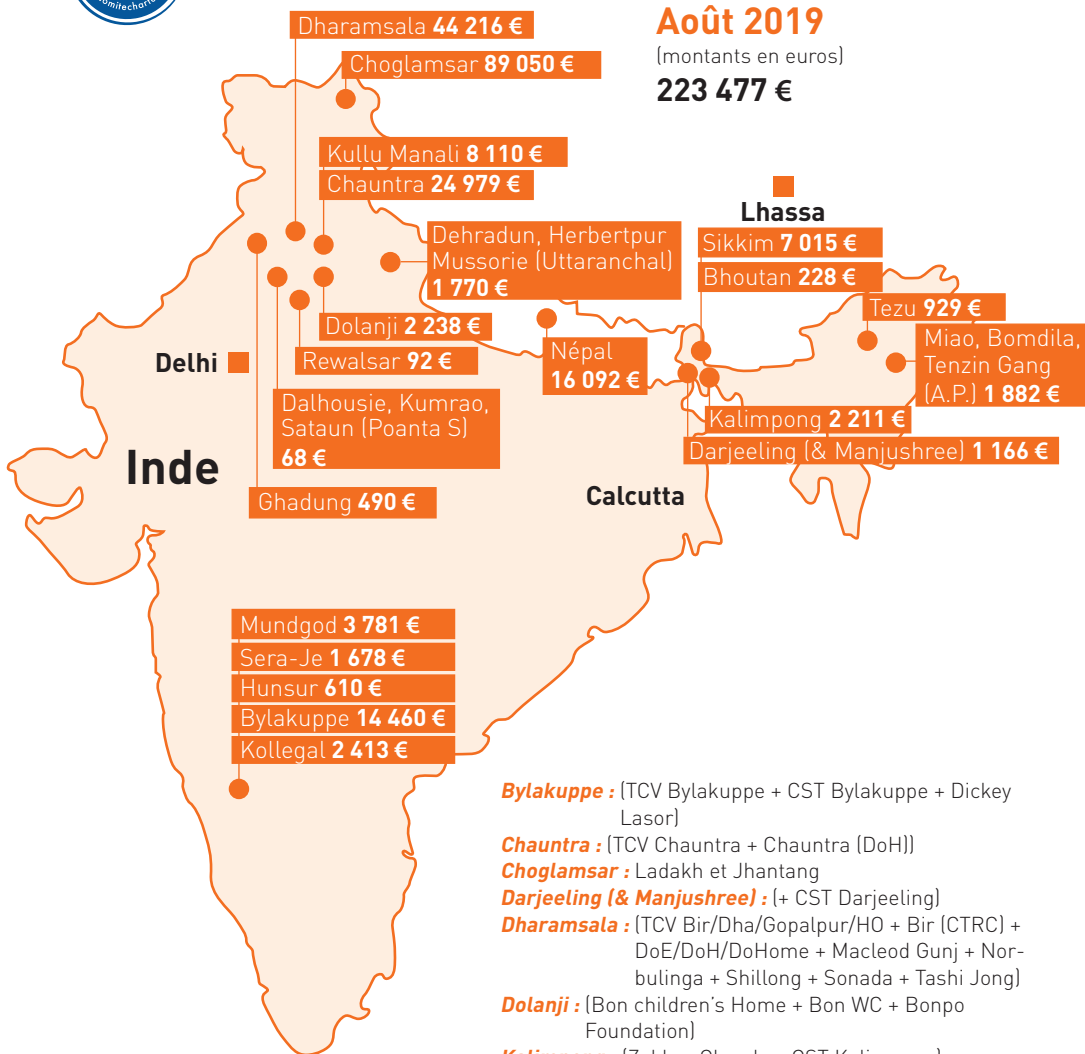 comitecharte
Août 2019
(montants en euros)
223 477 €
Dharamsala 44 216 €
Choglamsar 89 050 €
Kullu Manali 8 110 €
Chauntra 24 979 €
Lhassa
Dehradun, Herbertpur
Mussorie (Uttaranchal)
1 770 €
Sikkim 7 015 €
Bhoutan 228 €
Tezu 929 €
Miao, Bomdila,
Tenzin Gang
(A.P.) 1 882 €
Dolanji 2 238 €
Rewalsar 92 €
Népal
16 092 €
Delhi
Dalhousie, Kumrao,
Sataun (Poanta S)
68 €
Kalimpong 2 211 €
Darjeeling (& Manjushree) 1 166 €
Inde
Ghadung 490 €
Calcutta
Mundgod 3 781 €
Sera-Je 1 678 €
Hunsur 610 €
Bylakuppe 14 460 €
Kollegal 2 413 €
Bylakuppe : (TCV Bylakuppe + CST Bylakuppe + Dickey
Lasor)
Chauntra : (TCV Chauntra + Chauntra (DoH))
Choglamsar : Ladakh et Jhantang
Darjeeling (& Manjushree) : (+ CST Darjeeling)
Dharamsala : (TCV Bir/Dha/Gopalpur/HO + Bir (CTRC) +
DoE/DoH/DoHome + Macleod Gunj + Nor-
bulinga + Shillong + Sonada + Tashi Jong)
Dolanji : (Bon children's Home + Bon WC + Bonpo
Foundation)